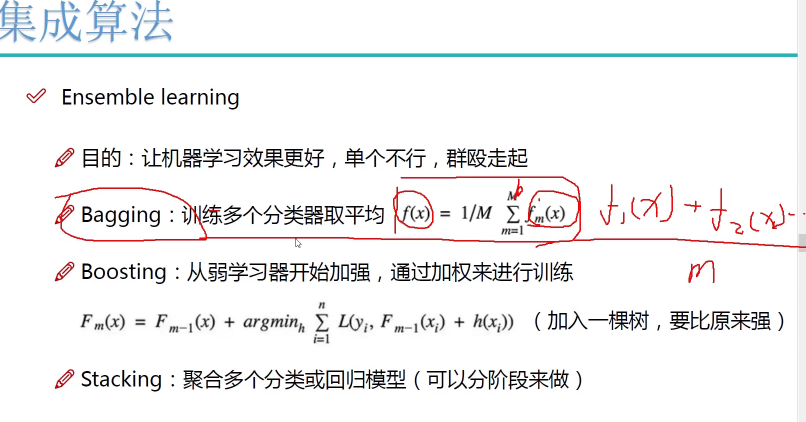 集成算法
Ensemble learning
目的：让机器学习效果更好，单个不行，群殴走起
Bagging：训练多个分类器取平均 f(x) = 1/M ∑_{m=1}^{M} f_m(x) f₁(x) + f₂(x)..
m
Boosting：从弱学习器开始加强，通过加权来进行训练
F_m(x) = F_{m-1}(x) + argmin_h ∑_{i=1}^{n} L(y_i, F_{m-1}(x_i) + h(x_i)) （加入一棵树，要比原来强）
Stacking：聚合多个分类或回归模型（可以分阶段来做）